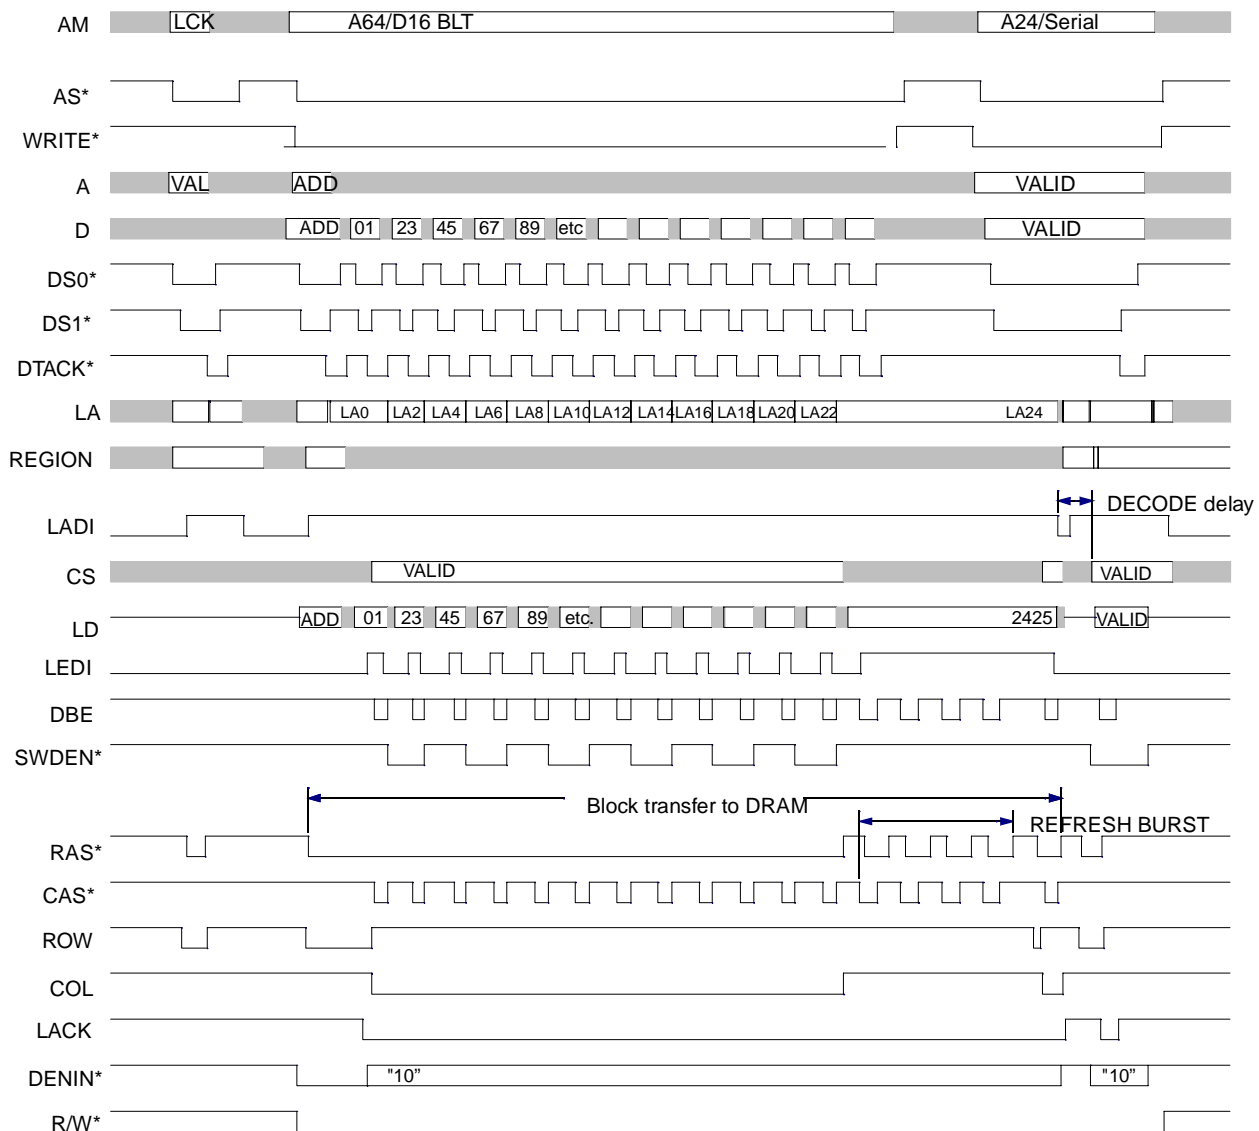 AM LCK A64/D16 BLT A24/Serial
AS*
WRITE*
A VAL ADD VALID
D ADD 01 23 45 67 89 etc VALID
DS0*
DS1*
DTACK*
LA LA0 LA2 LA4 LA6 LA8 LA10 LA12 LA14 LA16 LA18 LA20 LA22 LA24
REGION
DECODE delay
LADI
CS VALID VALID
LD ADD 01 23 45 67 89 etc. 2425 VALID
LEDI
DBE
SWDEN*
Block transfer to DRAM
REFRESH BURST
RAS*
CAS*
ROW
COL
LACK
DENIN* "10” "10”
R/W*